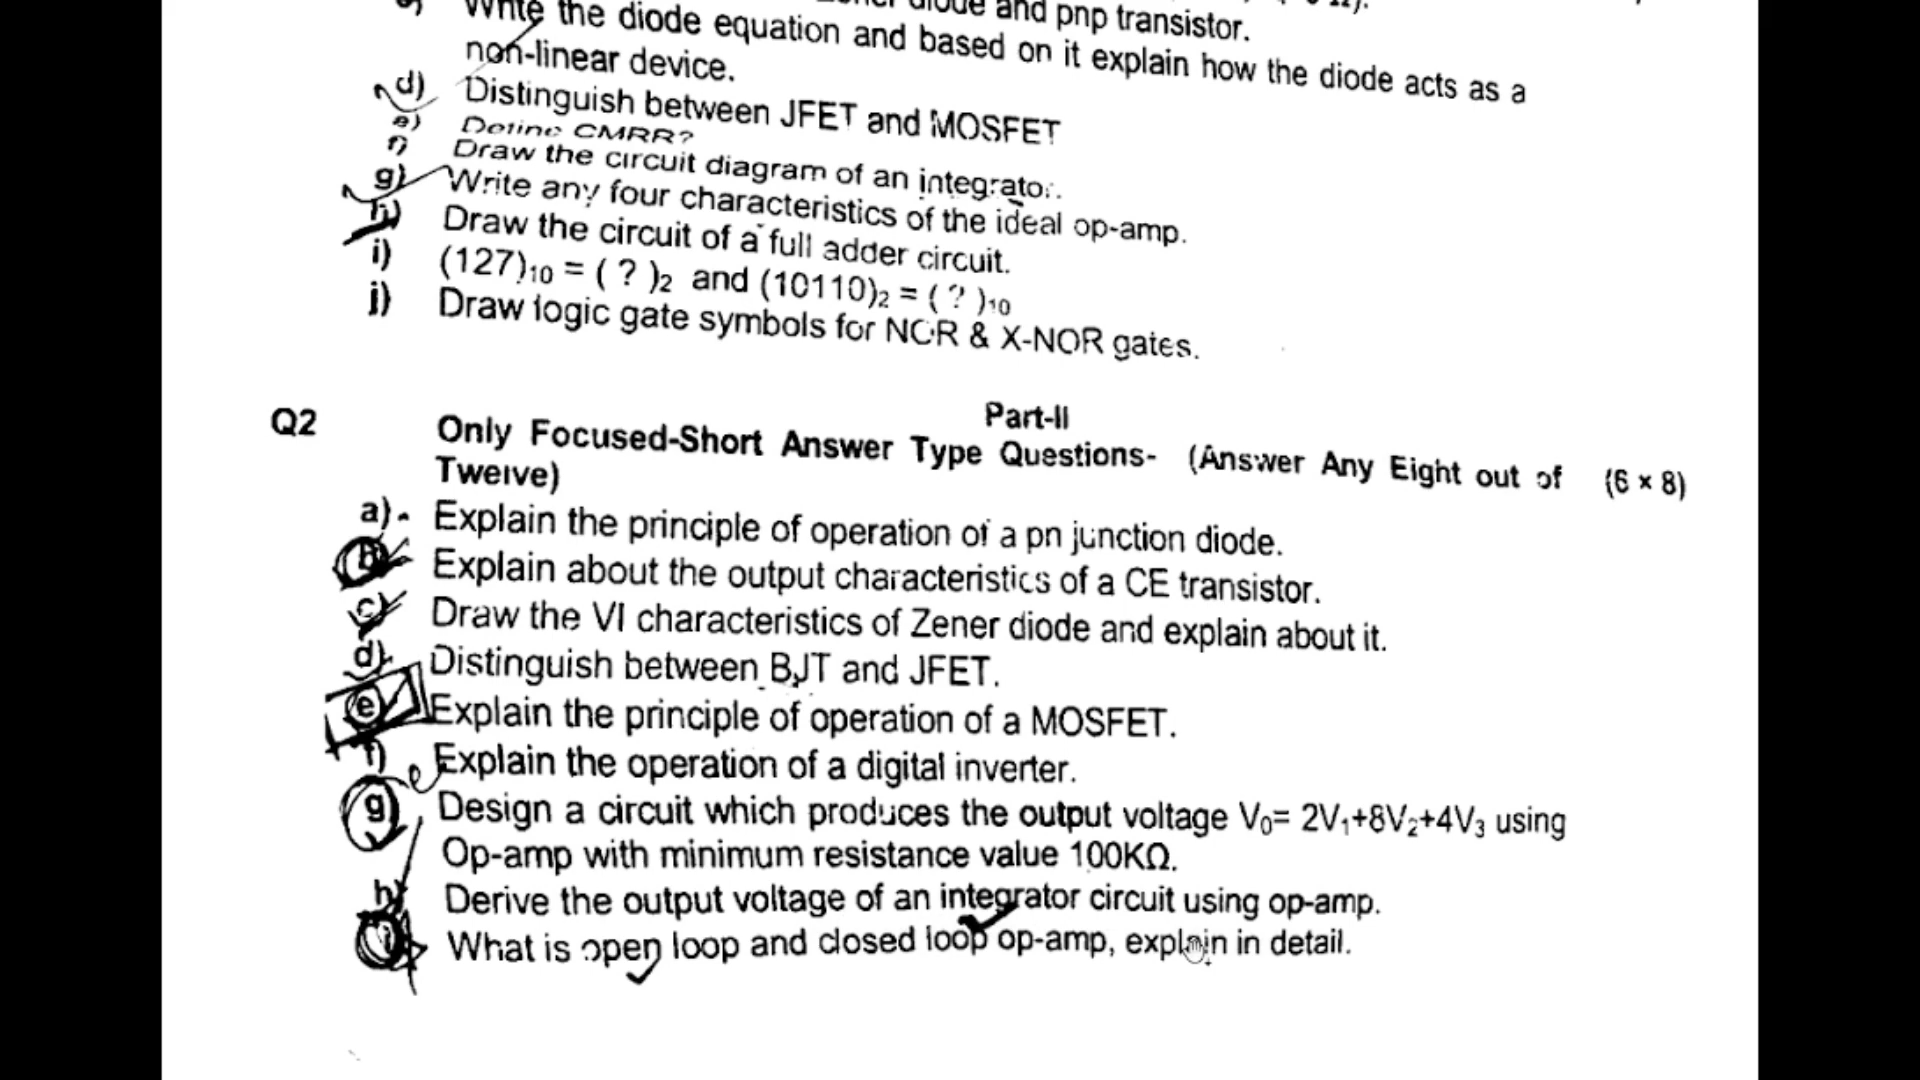 diode and pnp transistor.
Write the diode equation and based on it explain how the diode acts as a
non-linear device.
d) Distinguish between JFET and MOSFET
e) Define CMRR?
f) Draw the circuit diagram of an integrator.
g) Write any four characteristics of the ideal op-amp.
h) Draw the circuit of a full adder circuit.
i) (127)10 = ( ? )2 and (10110)2 = ( ? )10
j) Draw logic gate symbols for NOR & X-NOR gates.
Part-II
Q2 Only Focused-Short Answer Type Questions- (Answer Any Eight out of (6 × 8)
Twelve)
a) Explain the principle of operation of a pn junction diode.
b) Explain about the output characteristics of a CE transistor.
c) Draw the VI characteristics of Zener diode and explain about it.
d) Distinguish between BJT and JFET.
e) Explain the principle of operation of a MOSFET.
f) Explain the operation of a digital inverter.
g) Design a circuit which produces the output voltage V0= 2V1+8V2+4V3 using
Op-amp with minimum resistance value 100KΩ.
h) Derive the output voltage of an integrator circuit using op-amp.
i) What is open loop and closed loop op-amp, explain in detail.